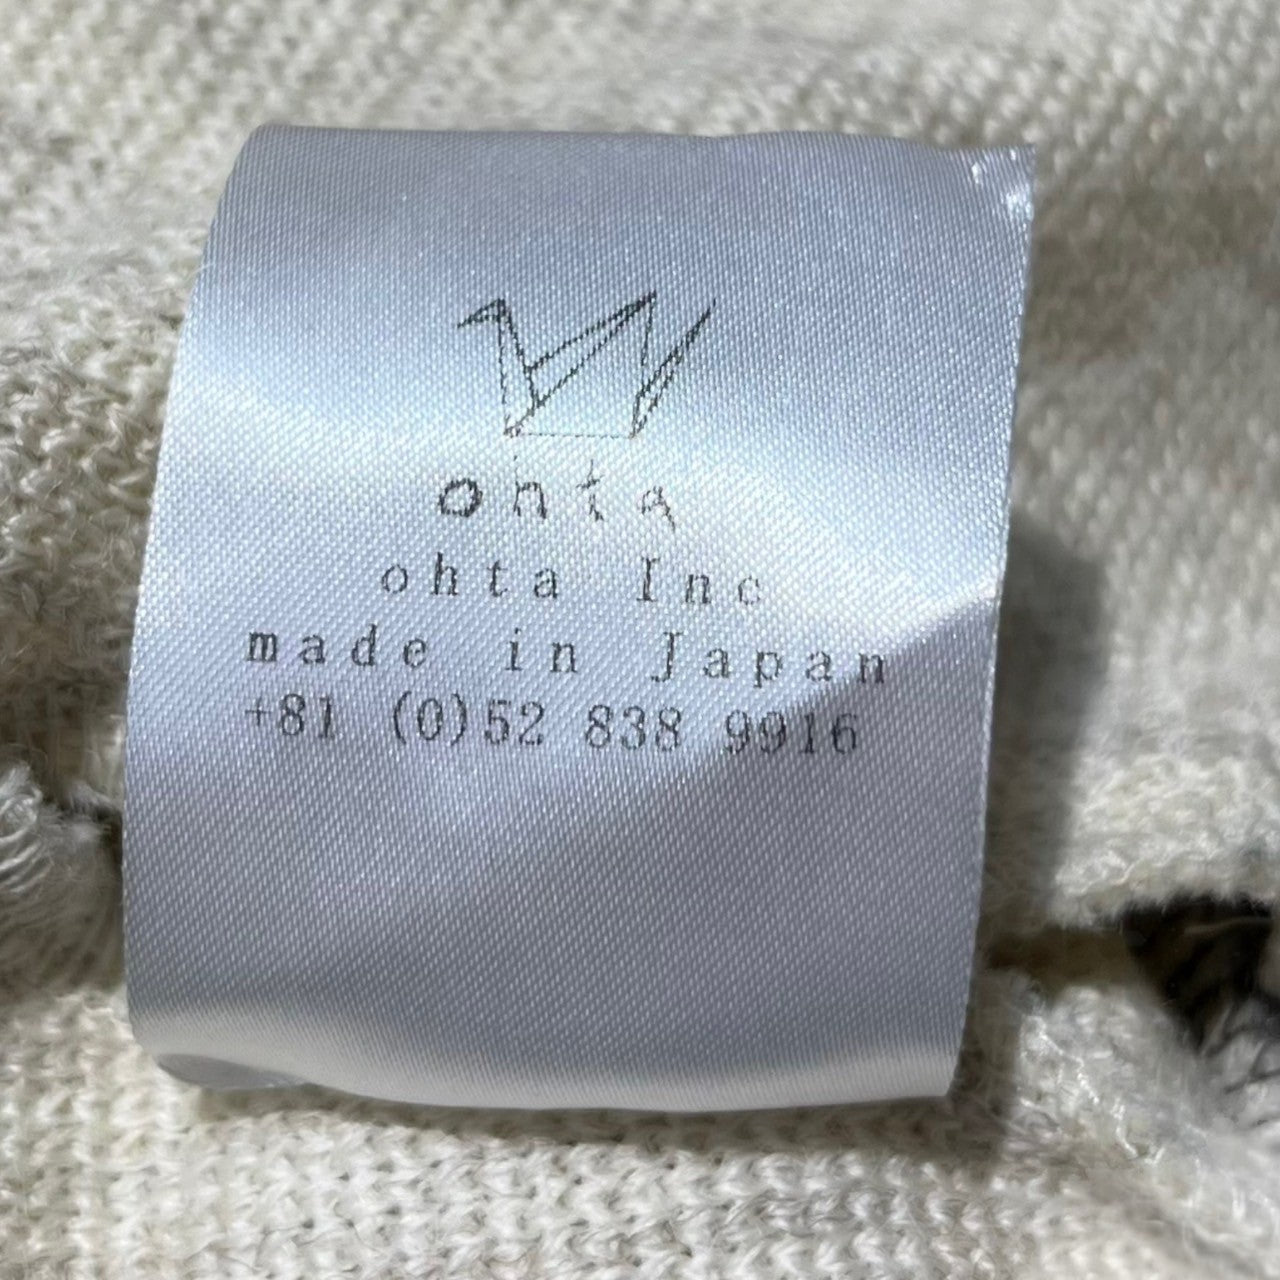 ohta
ohta Inc
made in Japan
+81 (0)52 838 9916